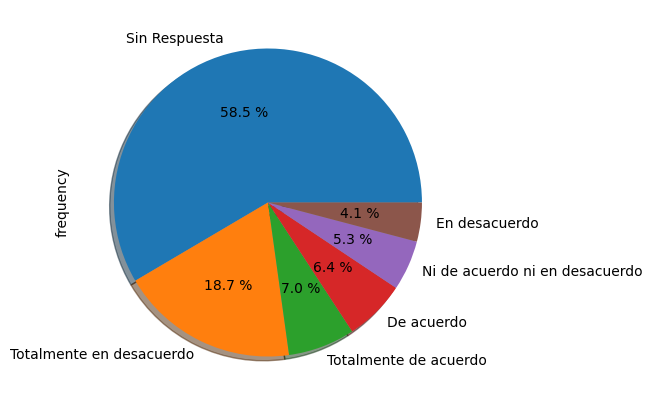 Sin Respuesta
58.5 %
frequency
4.1 %
En desacuerdo
5.3 %
Ni de acuerdo ni en desacuerdo
6.4 %
18.7 %
7.0 %
De acuerdo
Totalmente en desacuerdo
Totalmente de acuerdo